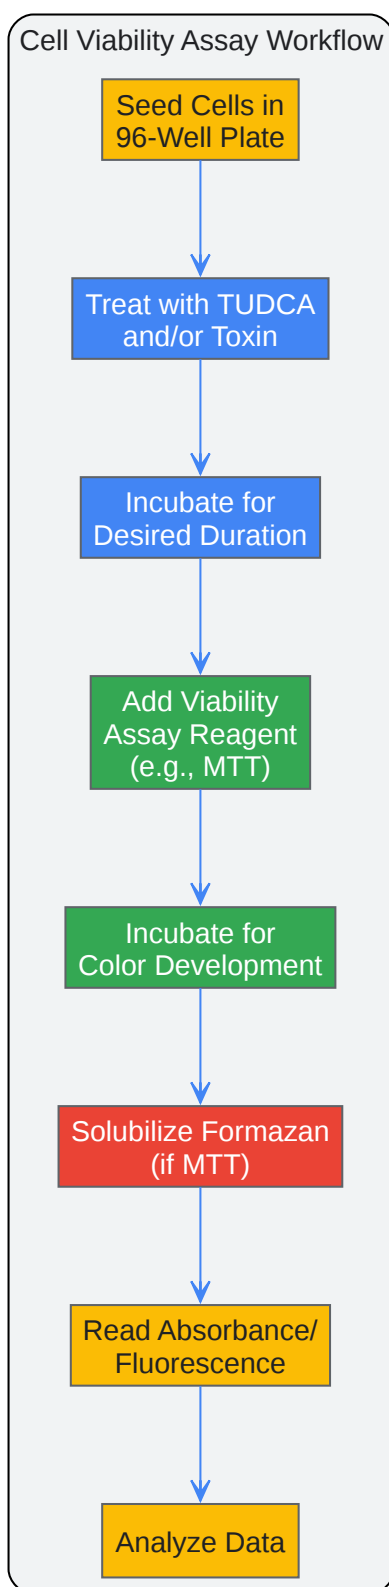 Cell Viability Assay Workflow
Seed Cells in
96-Well Plate
Treat with TUDCA
and/or Toxin
Incubate for
Desired Duration
Add Viability
Assay Reagent
(e.g., MTT)
Incubate for
Color Development
Solubilize Formazan
(if MTT)
Read Absorbance/
Fluorescence
Analyze Data